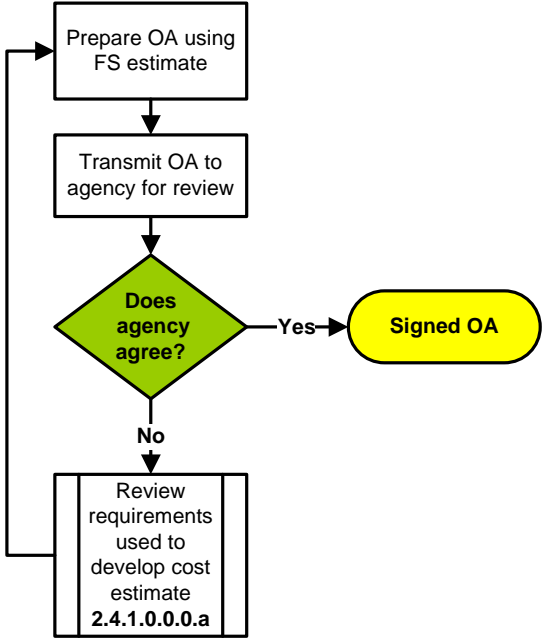 Prepare OA using
FS estimate
Transmit OA to
agency for review
Does
agency
agree?
Yes
Signed OA
No
Review
requirements
used to
develop cost
estimate
2.4.1.0.0.0.a